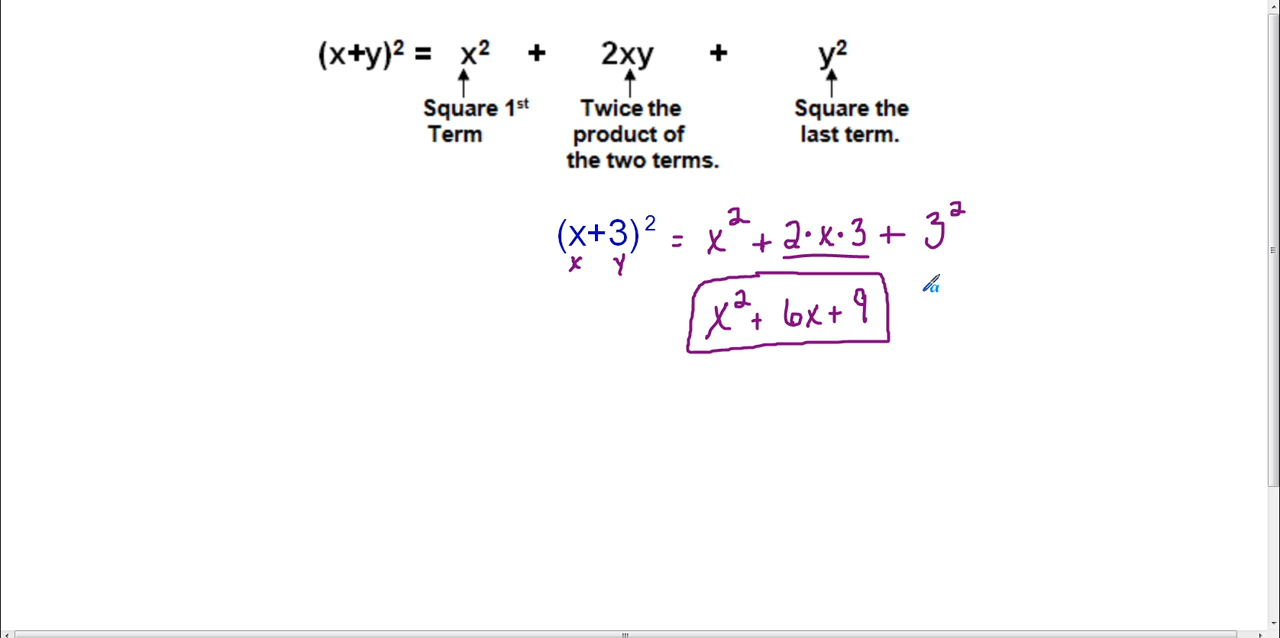 (x+y)² = x² + 2xy + y²
Square 1st Twice the Square the
Term product of last term.
the two terms.
(x+3)² = x² + 2·x·3 + 3²
x y
x² + 6x + 9